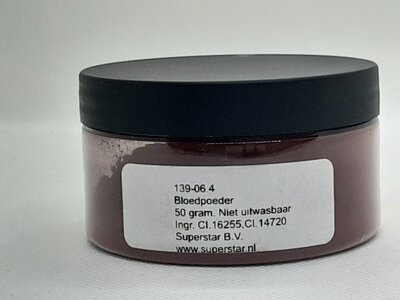 139-06 4
Bloedpoeder
50 gram. Niet uitwasbaar
Ingr. CI.16255,CI.14720
Superstar B.V.
www.superstar.nl